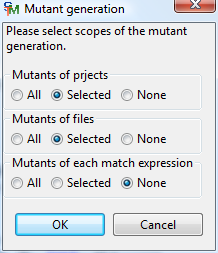 Mutant generation
Please select scopes of the mutant
generation.
Mutants of prjects
All Selected None
Mutants of files
All Selected None
Mutants of each match expression
All Selected None
OK Cancel